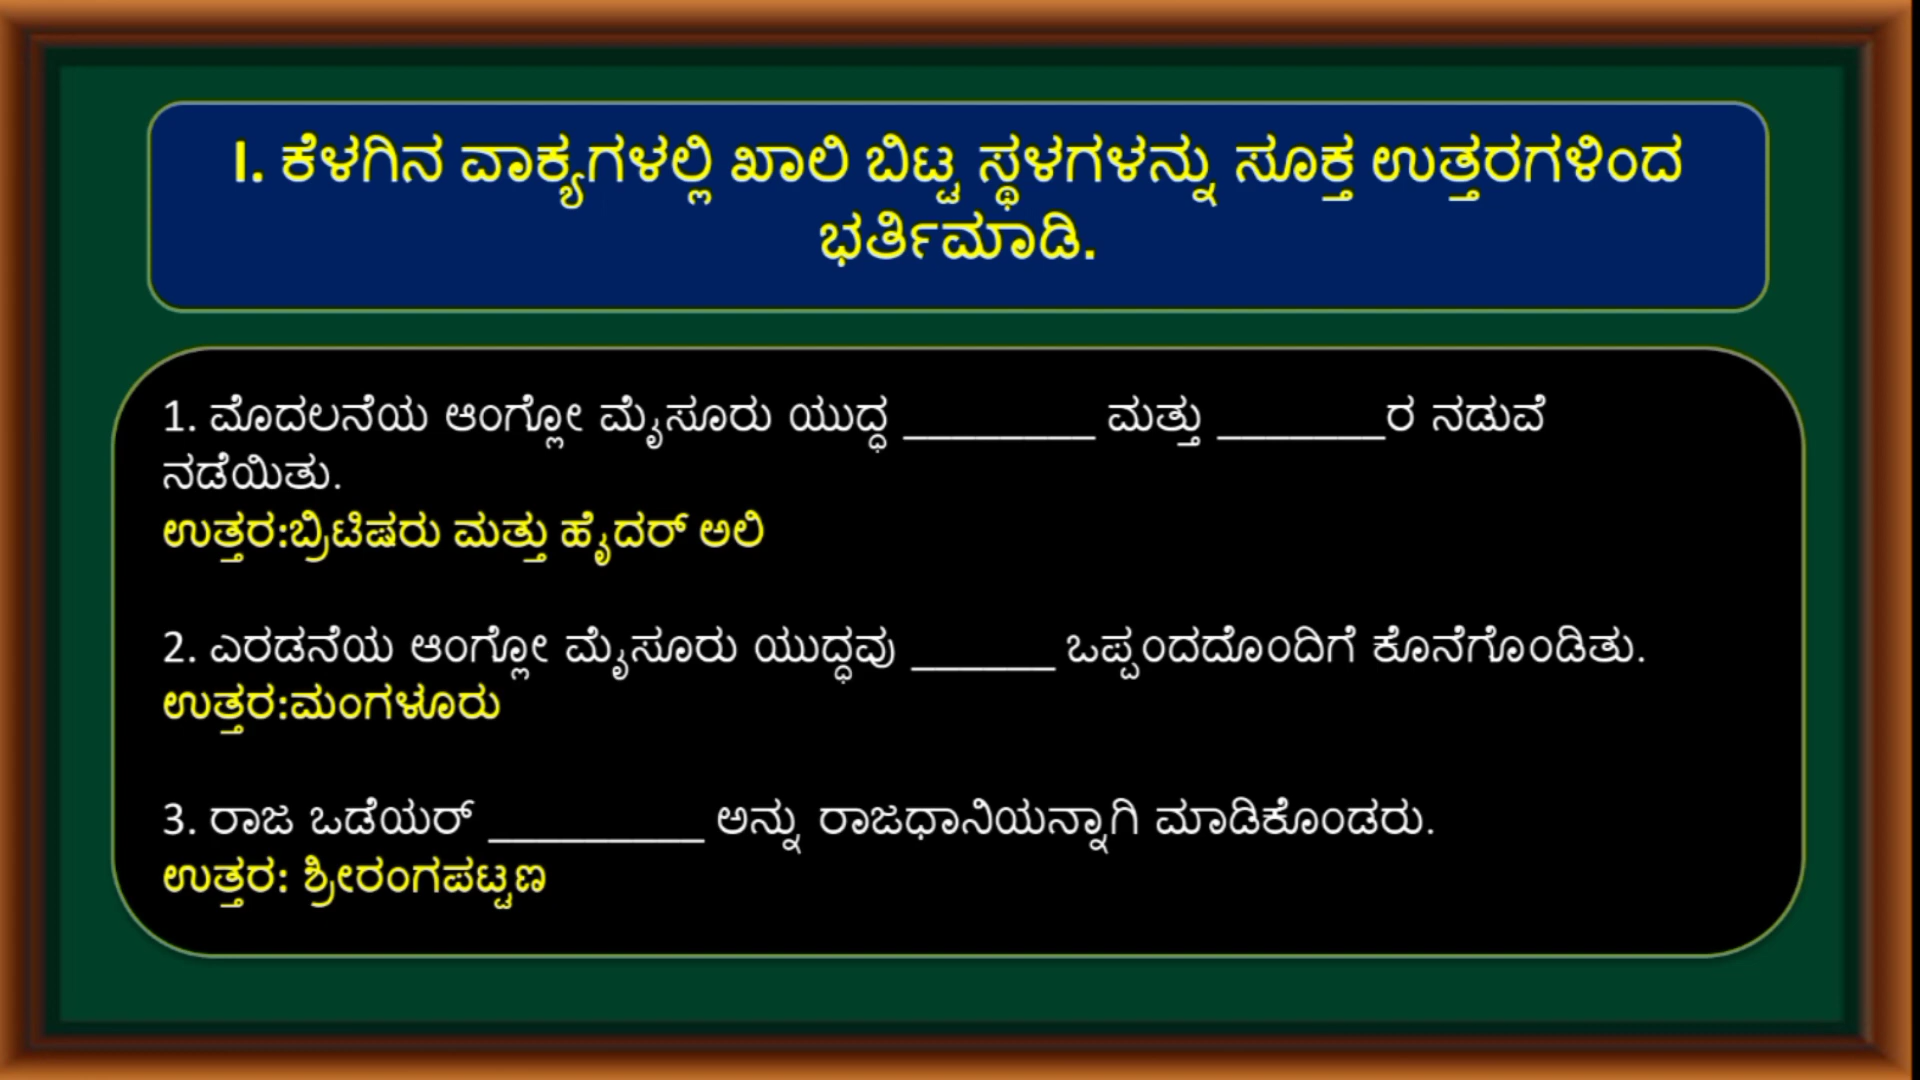 I. ಕೆಳಗಿನ ವಾಕ್ಯಗಳಲ್ಲಿ ಖಾಲಿ ಬಿಟ್ಟ ಸ್ಥಳಗಳನ್ನು ಸೂಕ್ತ ಉತ್ತರಗಳಿಂದ
ಭರ್ತಿಮಾಡಿ.
1. ಮೊದಲನೆಯ ಆಂಗ್ಲೋ ಮೈಸೂರು ಯುದ್ಧ ________ ಮತ್ತು _______ರ ನಡುವೆ
ನಡೆಯಿತು.
ಉತ್ತರ:ಬ್ರಿಟಿಷರು ಮತ್ತು ಹೈದರ್ ಅಲಿ
2. ಎರಡನೆಯ ಆಂಗ್ಲೋ ಮೈಸೂರು ಯುದ್ಧವು ______ ಒಪ್ಪಂದದೊಂದಿಗೆ ಕೊನೆಗೊಂಡಿತು.
ಉತ್ತರ:ಮಂಗಳೂರು
3. ರಾಜ ಒಡೆಯರ್ _________ ಅನ್ನು ರಾಜಧಾನಿಯನ್ನಾಗಿ ಮಾಡಿಕೊಂಡರು.
ಉತ್ತರ: ಶ್ರೀರಂಗಪಟ್ಟಣ